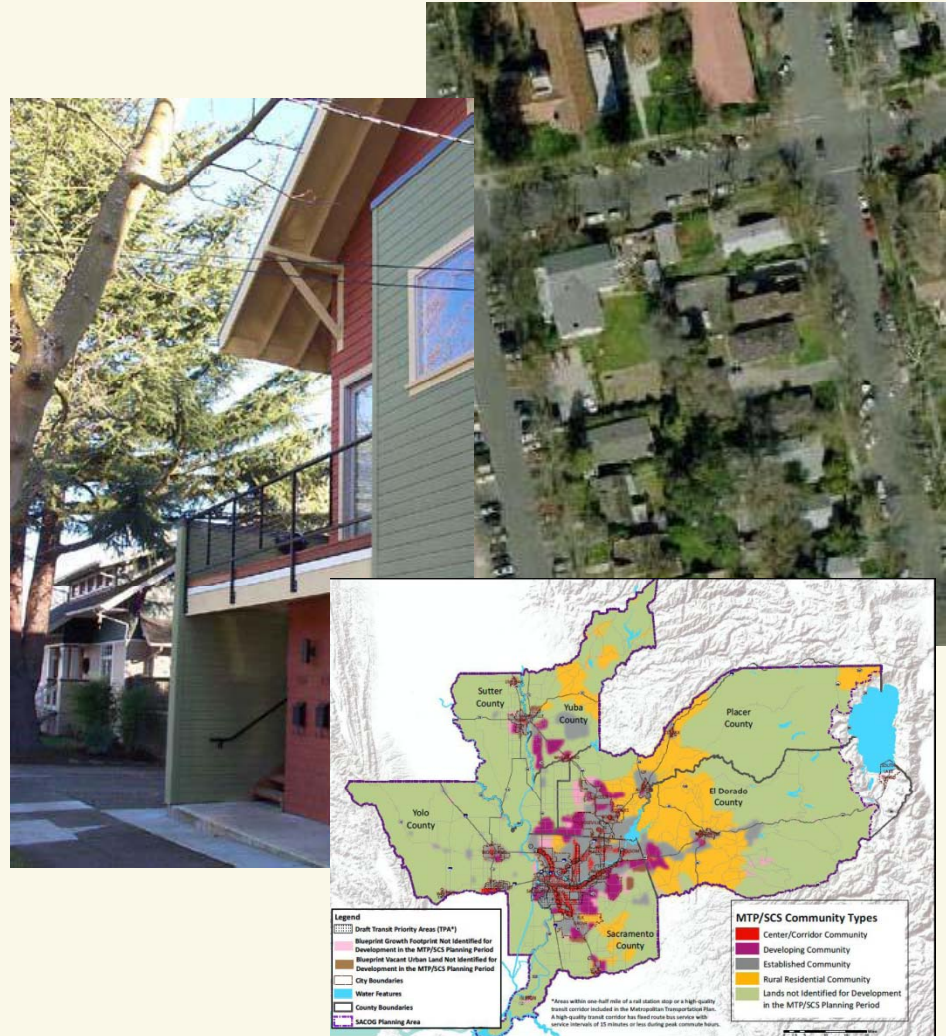 Sutter
County
Yuba
County
Placer
County
El Dorado
County
Yolo
County
Sacramento
County
Legend
Draft Transit Priority Areas (TPA*)
Blueprint Growth Footprint Not Identified for
Development in the MTP/SCS Planning Period
Blueprint Vacant Urban Land Not Identified for
Development in the MTP/SCS Planning Period
City Boundaries
Water Features
County Boundaries
SACOG Planning Area
*Areas within one-half mile of a rail station stop or a high-quality
transit corridor included in the Metropolitan Transportation Plan.
A high-quality transit corridor has fixed route bus service with
service intervals of 15 minutes or less during peak commute hours.
MTP/SCS Community Types
Center/Corridor Community
Developing Community
Established Community
Rural Residential Community
Lands not Identified for Development
in the MTP/SCS Planning Period